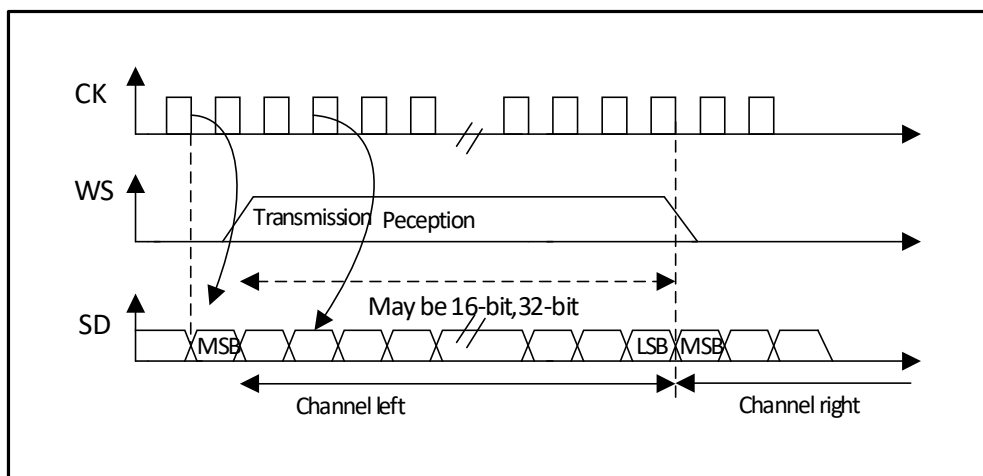 CK
WS
Transmission Peception
May be 16-bit,32-bit
SD
MSB
LSB
MSB
Channel left
Channel right